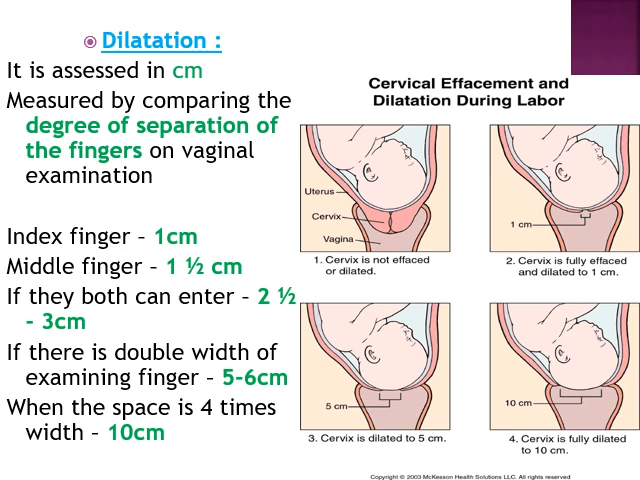 Dilatation :
It is assessed in cm
Measured by comparing the
degree of separation of
the fingers on vaginal
examination
Index finger – 1cm
Middle finger – 1 ½ cm
If they both can enter – 2 ½
- 3cm
If there is double width of
examining finger – 5-6cm
When the space is 4 times
width – 10cm
Cervical Effacement and
Dilatation During Labor
Uterus
Cervix
Vagina
1. Cervix is not effaced
or dilated.
1 cm
2. Cervix is fully effaced
and dilated to 1 cm.
5 cm
3. Cervix is dilated to 5 cm.
10 cm
4. Cervix is fully dilated
to 10 cm.
Copyright © 2003 McKesson Health Solutions LLC. All rights reserved